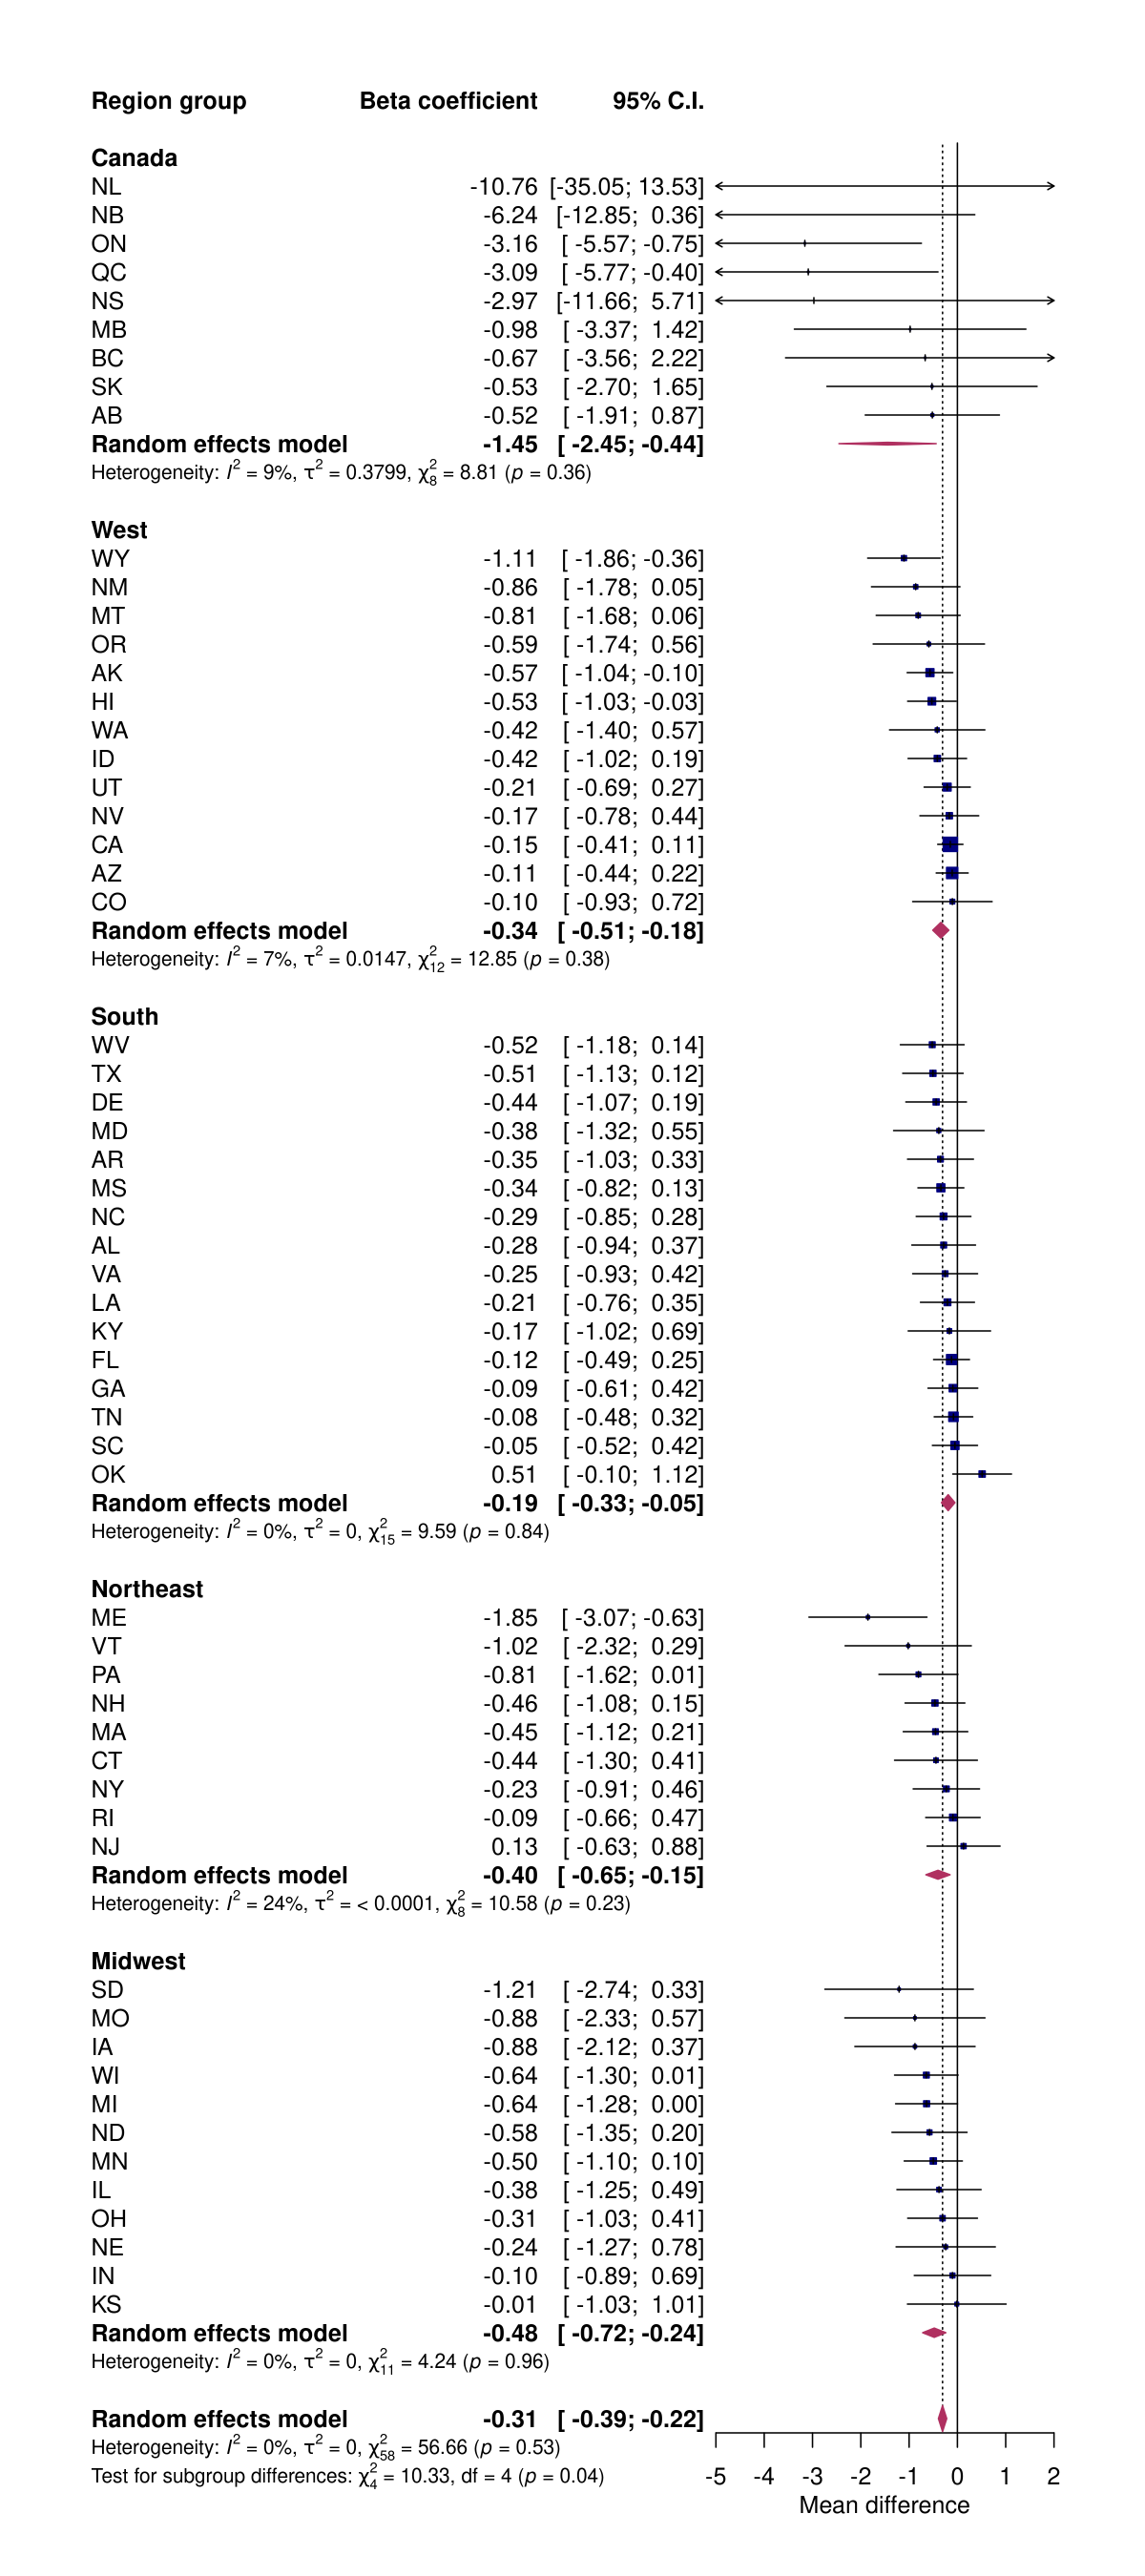 Region group Beta coefficient 95% C.I.
Canada
NL -10.76 [-35.05; 13.53]
NB -6.24 [-12.85; 0.36]
ON -3.16 [ -5.57; -0.75]
QC -3.09 [ -5.77; -0.40]
NS -2.97 [-11.66; 5.71]
MB -0.98 [ -3.37; 1.42]
BC -0.67 [ -3.56; 2.22]
SK -0.53 [ -2.70; 1.65]
AB -0.52 [ -1.91; 0.87]
Random effects model -1.45 [ -2.45; -0.44]
Heterogeneity: I² = 9%, τ² = 0.3799, χ²₈ = 8.81 (p = 0.36)
West
WY -1.11 [ -1.86; -0.36]
NM -0.86 [ -1.78; 0.05]
MT -0.81 [ -1.68; 0.06]
OR -0.59 [ -1.74; 0.56]
AK -0.57 [ -1.04; -0.10]
HI -0.53 [ -1.03; -0.03]
WA -0.42 [ -1.40; 0.57]
ID -0.42 [ -1.02; 0.19]
UT -0.21 [ -0.69; 0.27]
NV -0.17 [ -0.78; 0.44]
CA -0.15 [ -0.41; 0.11]
AZ -0.11 [ -0.44; 0.22]
CO -0.10 [ -0.93; 0.72]
Random effects model -0.34 [ -0.51; -0.18]
Heterogeneity: I² = 7%, τ² = 0.0147, χ²₁₂ = 12.85 (p = 0.38)
South
WV -0.52 [ -1.18; 0.14]
TX -0.51 [ -1.13; 0.12]
DE -0.44 [ -1.07; 0.19]
MD -0.38 [ -1.32; 0.55]
AR -0.35 [ -1.03; 0.33]
MS -0.34 [ -0.82; 0.13]
NC -0.29 [ -0.85; 0.28]
AL -0.28 [ -0.94; 0.37]
VA -0.25 [ -0.93; 0.42]
LA -0.21 [ -0.76; 0.35]
KY -0.17 [ -1.02; 0.69]
FL -0.12 [ -0.49; 0.25]
GA -0.09 [ -0.61; 0.42]
TN -0.08 [ -0.48; 0.32]
SC -0.05 [ -0.52; 0.42]
OK 0.51 [ -0.10; 1.12]
Random effects model -0.19 [ -0.33; -0.05]
Heterogeneity: I² = 0%, τ² = 0, χ²₁₅ = 9.59 (p = 0.84)
Northeast
ME -1.85 [ -3.07; -0.63]
VT -1.02 [ -2.32; 0.29]
PA -0.81 [ -1.62; 0.01]
NH -0.46 [ -1.08; 0.15]
MA -0.45 [ -1.12; 0.21]
CT -0.44 [ -1.30; 0.41]
NY -0.23 [ -0.91; 0.46]
RI -0.09 [ -0.66; 0.47]
NJ 0.13 [ -0.63; 0.88]
Random effects model -0.40 [ -0.65; -0.15]
Heterogeneity: I² = 24%, τ² = < 0.0001, χ²₈ = 10.58 (p = 0.23)
Midwest
SD -1.21 [ -2.74; 0.33]
MO -0.88 [ -2.33; 0.57]
IA -0.88 [ -2.12; 0.37]
WI -0.64 [ -1.30; 0.01]
MI -0.64 [ -1.28; 0.00]
ND -0.58 [ -1.35; 0.20]
MN -0.50 [ -1.10; 0.10]
IL -0.38 [ -1.25; 0.49]
OH -0.31 [ -1.03; 0.41]
NE -0.24 [ -1.27; 0.78]
IN -0.10 [ -0.89; 0.69]
KS -0.01 [ -1.03; 1.01]
Random effects model -0.48 [ -0.72; -0.24]
Heterogeneity: I² = 0%, τ² = 0, χ²₁₁ = 4.24 (p = 0.96)
Random effects model -0.31 [ -0.39; -0.22]
Heterogeneity: I² = 0%, τ² = 0, χ²₅₈ = 56.66 (p = 0.53)
Test for subgroup differences: χ²₄ = 10.33, df = 4 (p = 0.04)
-5 -4 -3 -2 -1 0 1 2
Mean difference